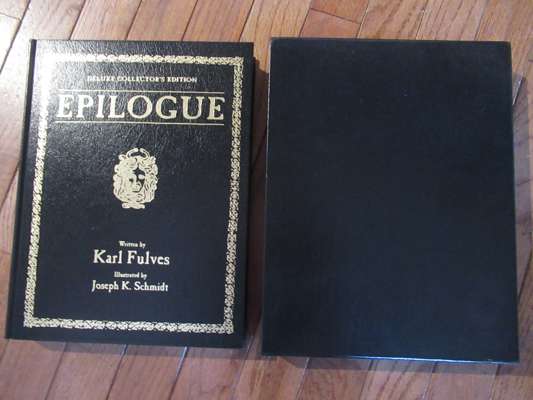 DELUXE COLLECTOR'S EDITION
EPILOGUE
Written by
Karl Fulves
Illustrated by
Joseph K. Schmidt